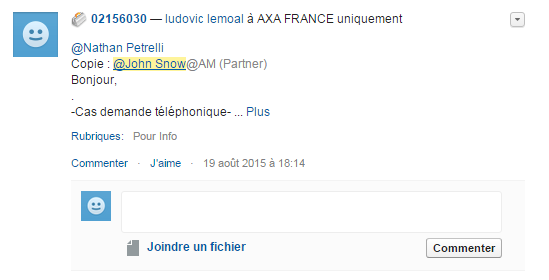 02156030 — ludovic lemoal à AXA FRANCE uniquement
@Nathan Petrelli
Copie : @John Snow@AM (Partner)
Bonjour,
.
-Cas demande téléphonique- ... Plus
Rubriques: Pour Info
Commenter · J'aime · 19 août 2015 à 18:14
Joindre un fichier Commenter